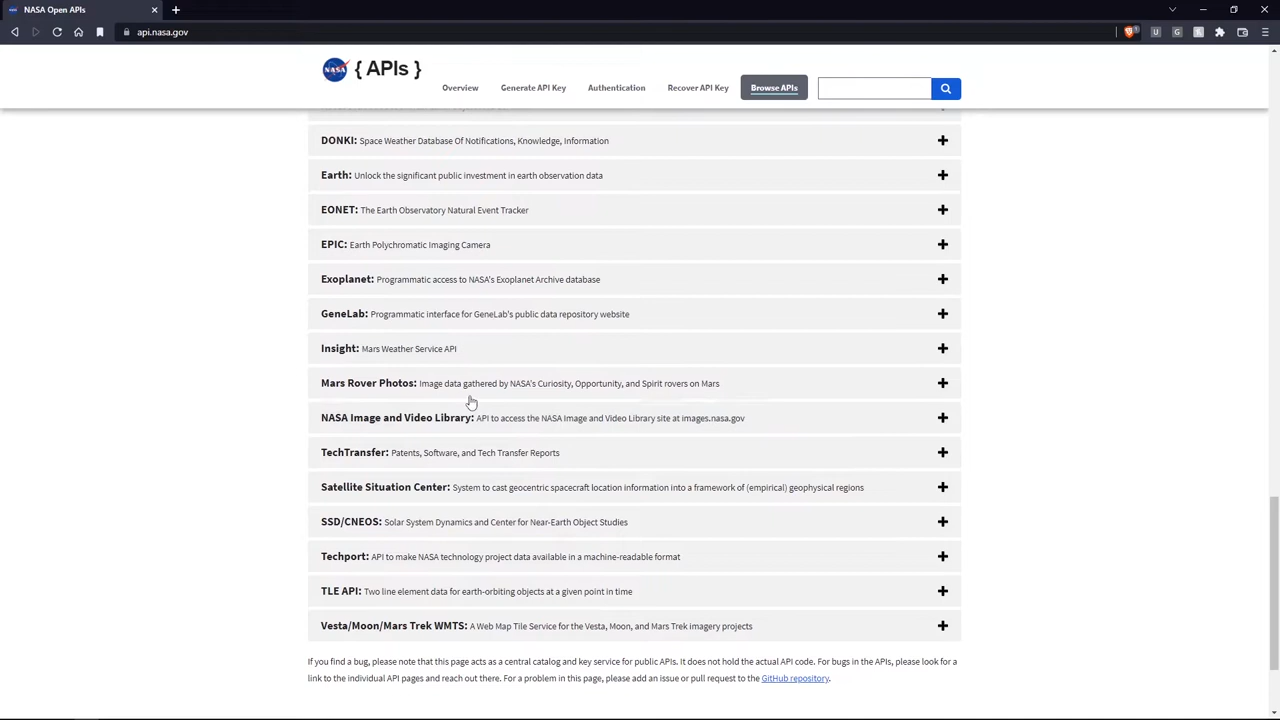 NASA Open APIs
api.nasa.gov
NASA { APIs }
Overview
Generate API Key
Authentication
Recover API Key
Browse APIs
DONKI: Space Weather Database Of Notifications, Knowledge, Information
Earth: Unlock the significant public investment in earth observation data
EONET: The Earth Observatory Natural Event Tracker
EPIC: Earth Polychromatic Imaging Camera
Exoplanet: Programmatic access to NASA's Exoplanet Archive database
GeneLab: Programmatic interface for GeneLab's public data repository website
Insight: Mars Weather Service API
Mars Rover Photos: Image data gathered by NASA's Curiosity, Opportunity, and Spirit rovers on Mars
NASA Image and Video Library: API to access the NASA Image and Video Library site at images.nasa.gov
TechTransfer: Patents, Software, and Tech Transfer Reports
Satellite Situation Center: System to cast geocentric spacecraft location information into a framework of (empirical) geophysical regions
SSD/CNEOS: Solar System Dynamics and Center for Near-Earth Object Studies
Techport: API to make NASA technology project data available in a machine-readable format
TLE API: Two line element data for earth-orbiting objects at a given point in time
Vesta/Moon/Mars Trek WMTS: A Web Map Tile Service for the Vesta, Moon, and Mars Trek imagery projects
If you find a bug, please note that this page acts as a central catalog and key service for public APIs. It does not hold the actual API code. For bugs in the APIs, please look for a
link to the individual API pages and reach out there. For a problem in this page, please add an issue or pull request to the GitHub repository.